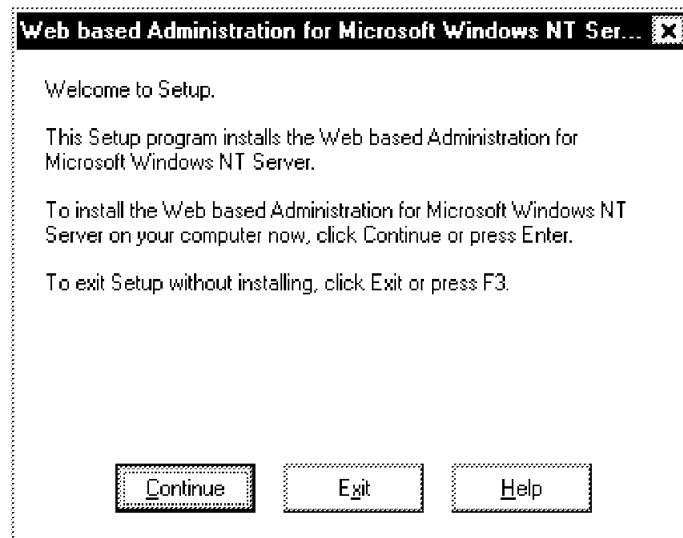 Web based Administration for Microsoft Windows NT Ser...
Welcome to Setup.
This Setup program installs the Web based Administration for
Microsoft Windows NT Server.
To install the Web based Administration for Microsoft Windows NT
Server on your computer now, click Continue or press Enter.
To exit Setup without installing, click Exit or press F3.
Continue Exit Help